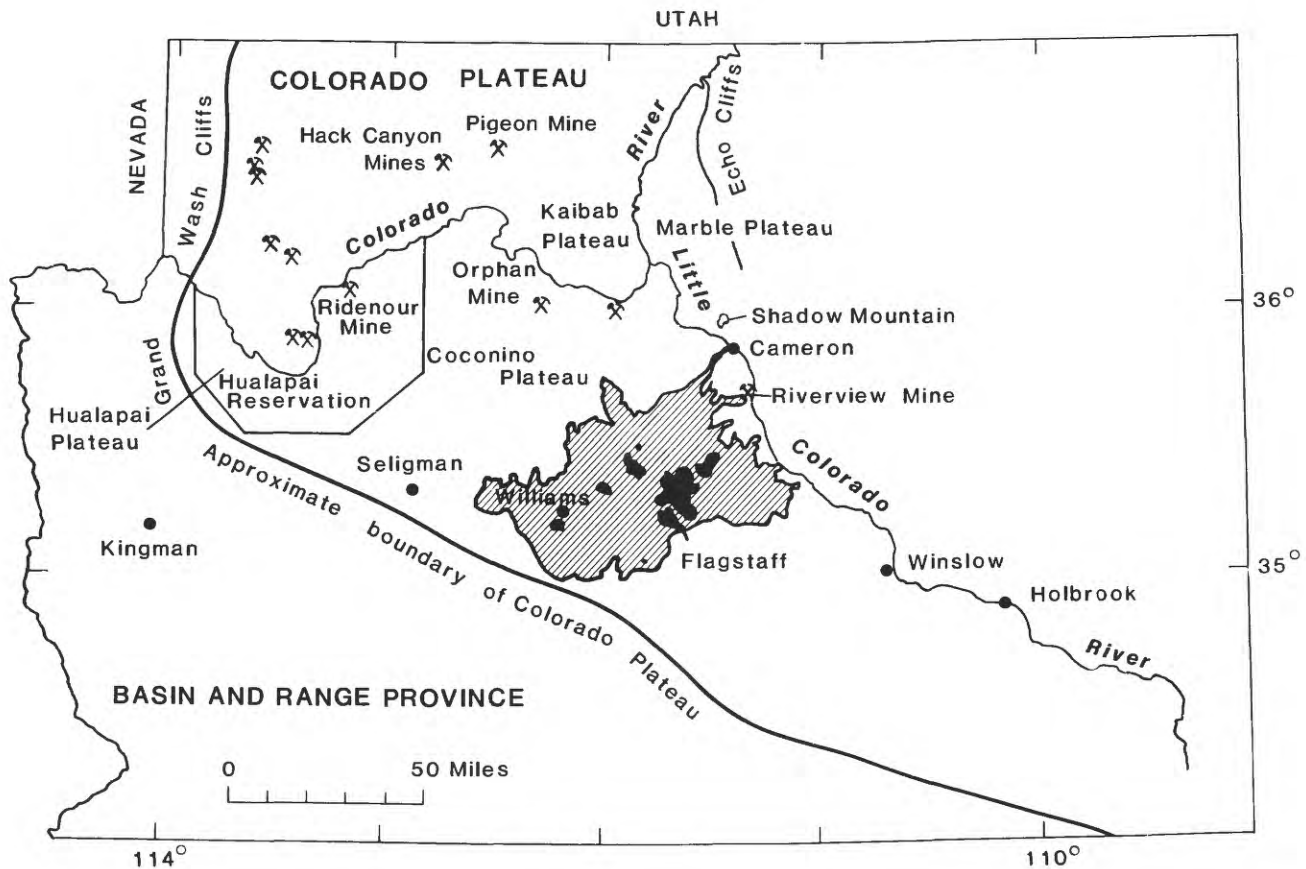 UTAH
NEVADA
Grand Wash Cliffs
COLORADO PLATEAU
Hack Canyon
Mines
Pigeon Mine
River
Echo Cliffs
Colorado
Kaibab
Plateau
Marble Plateau
Little
Orphan
Mine
Ridenour
Mine
36°
Shadow Mountain
Cameron
Coconino
Plateau
Hualapai
Reservation
Riverview Mine
Hualapai
Plateau
Seligman
Williams
Colorado
Approximate boundary of Colorado Plateau
Kingman
Flagstaff
Winslow
35°
Holbrook
River
BASIN AND RANGE PROVINCE
0 50 Miles
114°
110°